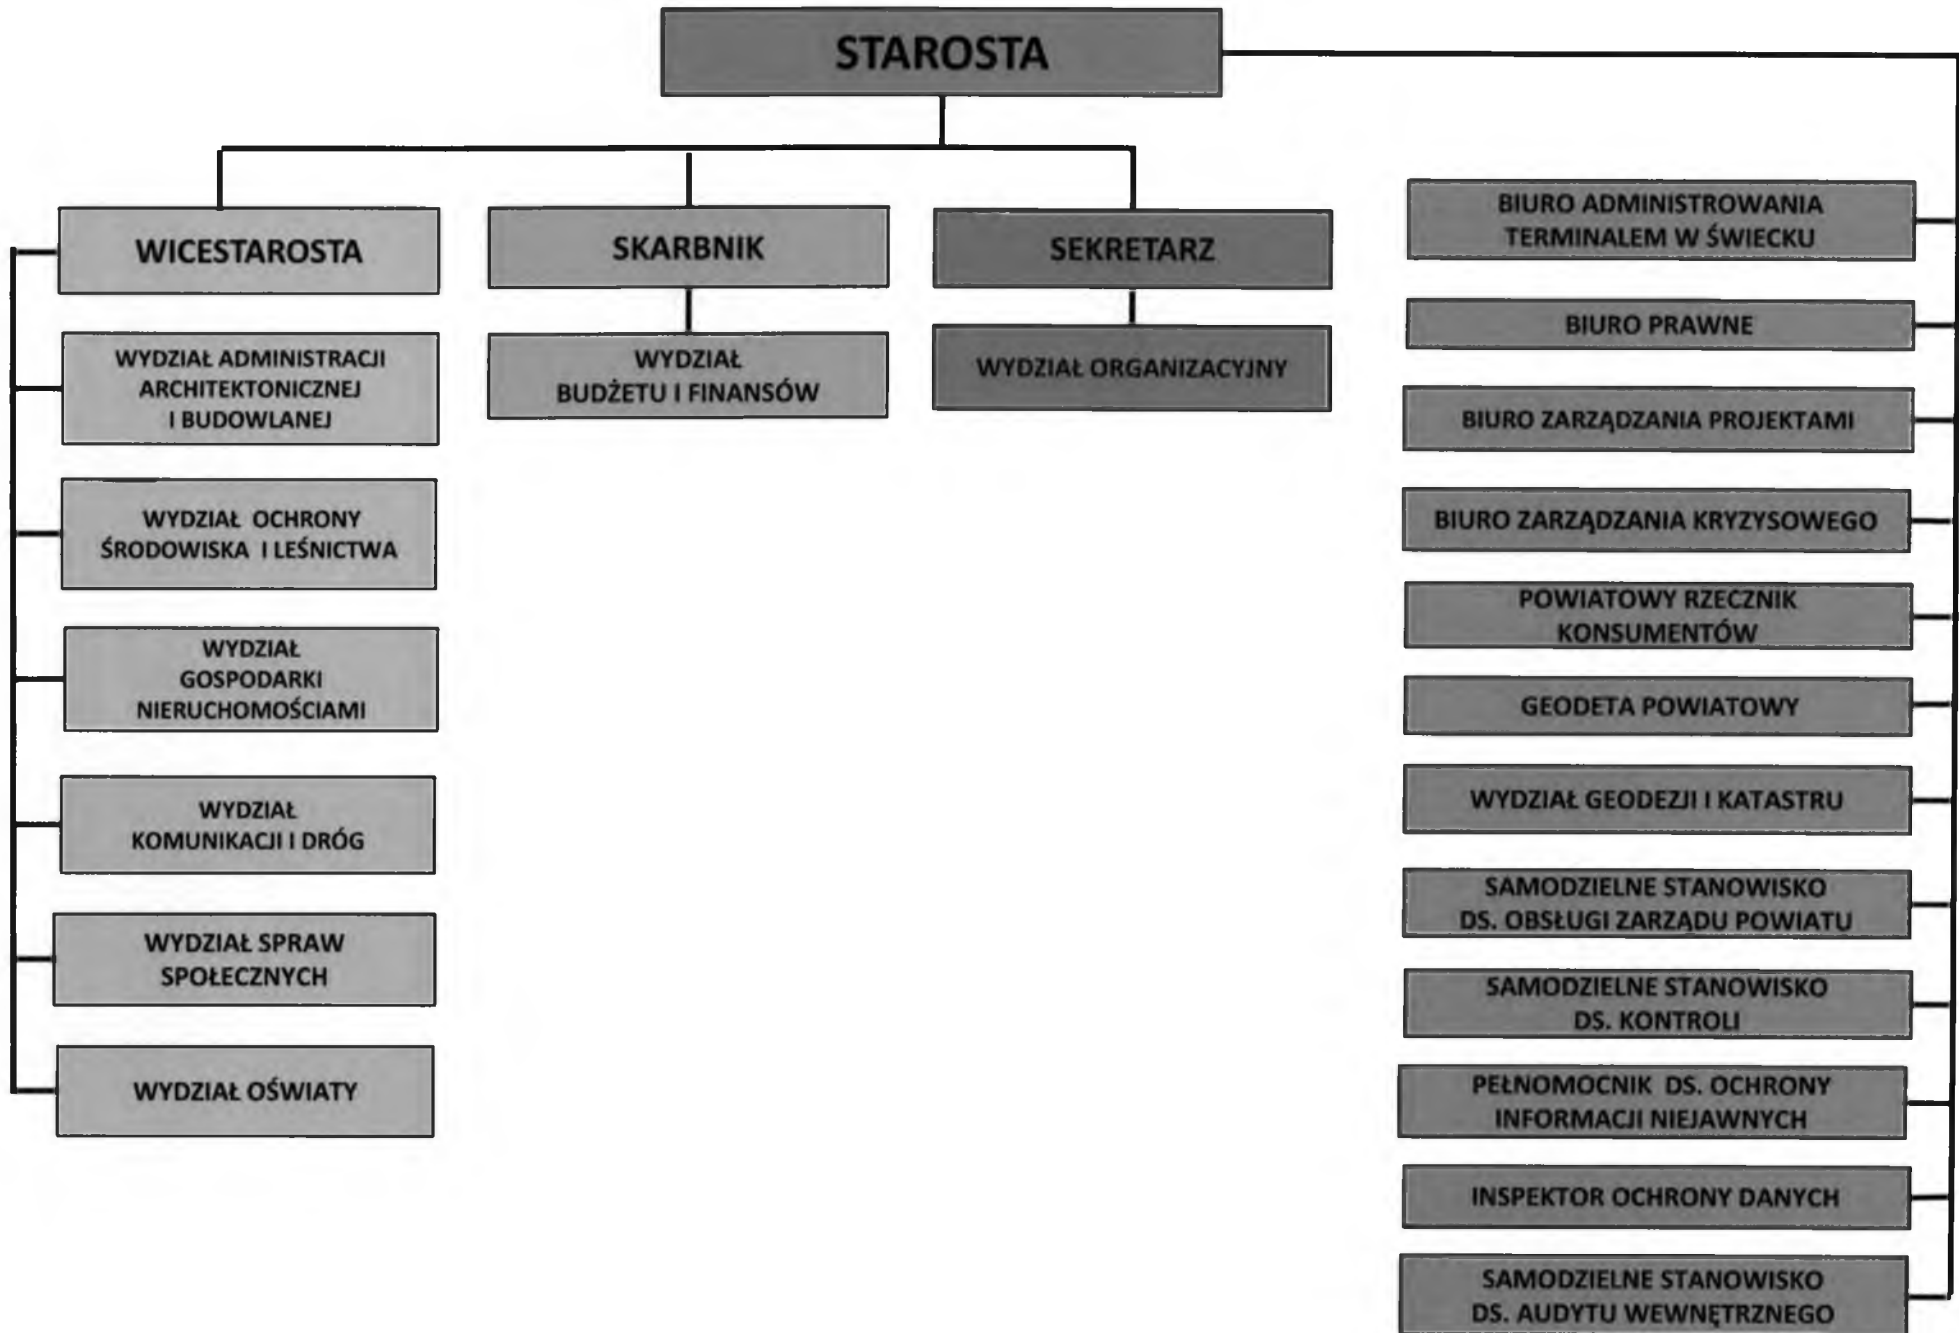 STAROSTA
WICESTAROSTA
WYDZIAŁ ADMINISTRACJI
ARCHITEKTONICZNEJ
I BUDOWLANEJ
WYDZIAŁ OCHRONY
ŚRODOWISKA I LEŚNICTWA
WYDZIAŁ
GOSPODARKI
NIERUCHOMOŚCIAMI
WYDZIAŁ
KOMUNIKACJI I DRÓG
WYDZIAŁ SPRAW
SPOŁECZNYCH
WYDZIAŁ OŚWIATY
SKARBNIK
WYDZIAŁ
BUDŻETU I FINANSÓW
SEKRETARZ
WYDZIAŁ ORGANIZACYJNY
BIURO ADMINISTROWANIA
TERMINALEM W ŚWIECKU
BIURO PRAWNE
BIURO ZARZĄDZANIA PROJEKTAMI
BIURO ZARZĄDZANIA KRYZYSOWEGO
POWIATOWY RZECZNIK
KONSUMENTÓW
GEODETA POWIATOWY
WYDZIAŁ GEODEZJI I KATASTRU
SAMODZIELNE STANOWISKO
DS. OBSŁUGI ZARZĄDU POWIATU
SAMODZIELNE STANOWISKO
DS. KONTROLI
PEŁNOMOCNIK DS. OCHRONY
INFORMACJI NIEJAWNYCH
INSPEKTOR OCHRONY DANYCH
SAMODZIELNE STANOWISKO
DS. AUDYTU WEWNĘTRZNEGO